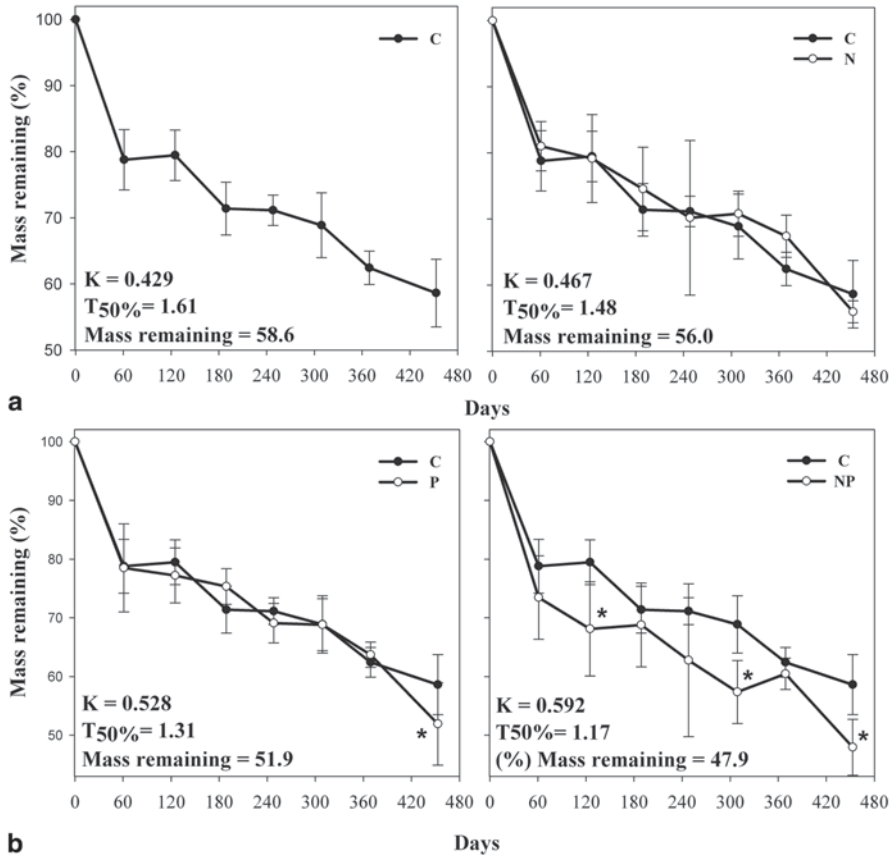 Mass remaining (%)
100
90
80
70
60
50
C
K = 0.429
T50%= 1.61
Mass remaining = 58.6
0 60 120 180 240 300 360 420 480
C
N
K = 0.467
T50%= 1.48
Mass remaining = 56.0
0 60 120 180 240 300 360 420 480
a
Days
Mass remaining (%)
100
90
80
70
60
50
C
P
K = 0.528
T50%= 1.31
Mass remaining = 51.9
*
0 60 120 180 240 300 360 420 480
C
NP
*
*
K = 0.592
T50%= 1.17
(%) Mass remaining = 47.9
*
0 60 120 180 240 300 360 420 480
b
Days